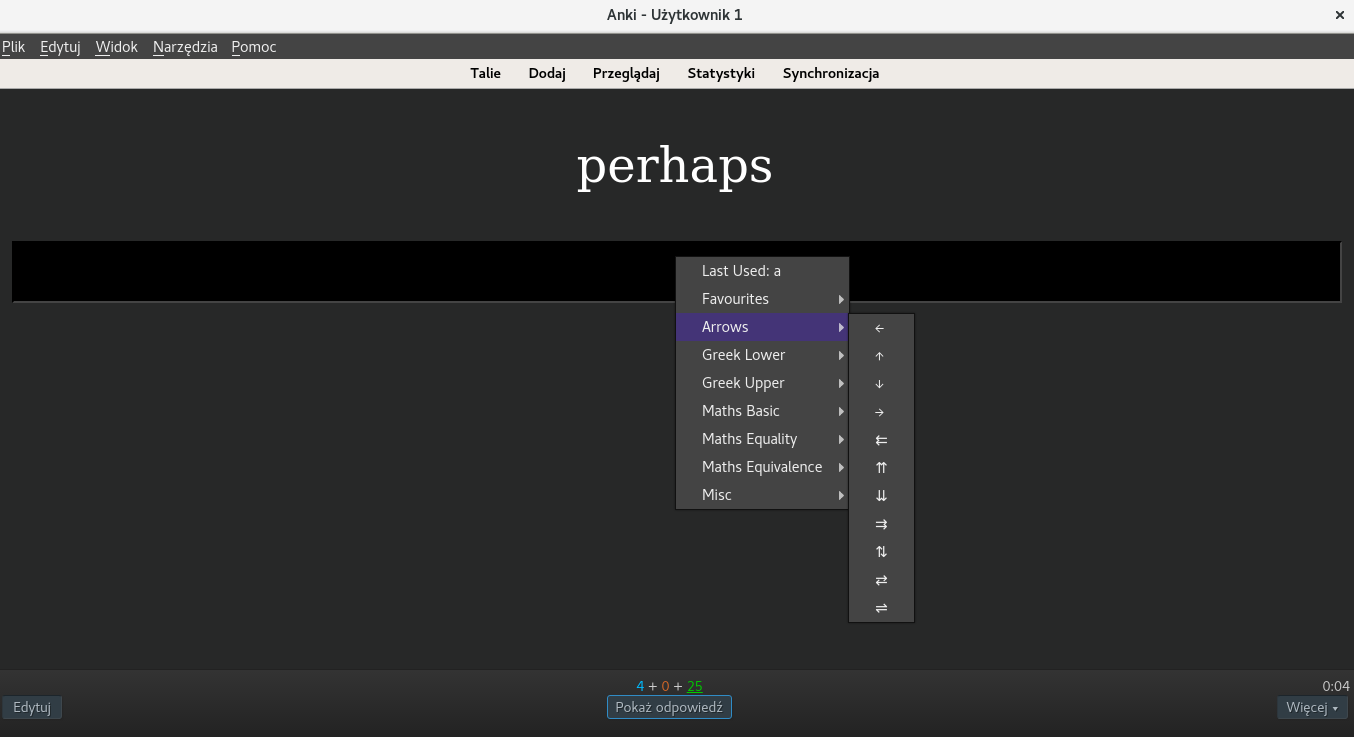 Anki - Użytkownik 1 ×
Plik Edytuj Widok Narzędzia Pomoc
Talie Dodaj Przeglądaj Statystyki Synchronizacja
perhaps
Last Used: a
Favourites
Arrows
Greek Lower
Greek Upper
Maths Basic
Maths Equality
Maths Equivalence
Misc
←
↑
↓
→
⇇
⇈
⇊
⇉
⇅
⇄
⇌
4 + 0 + 25
0:04
Edytuj
Pokaż odpowiedź
Więcej ▾